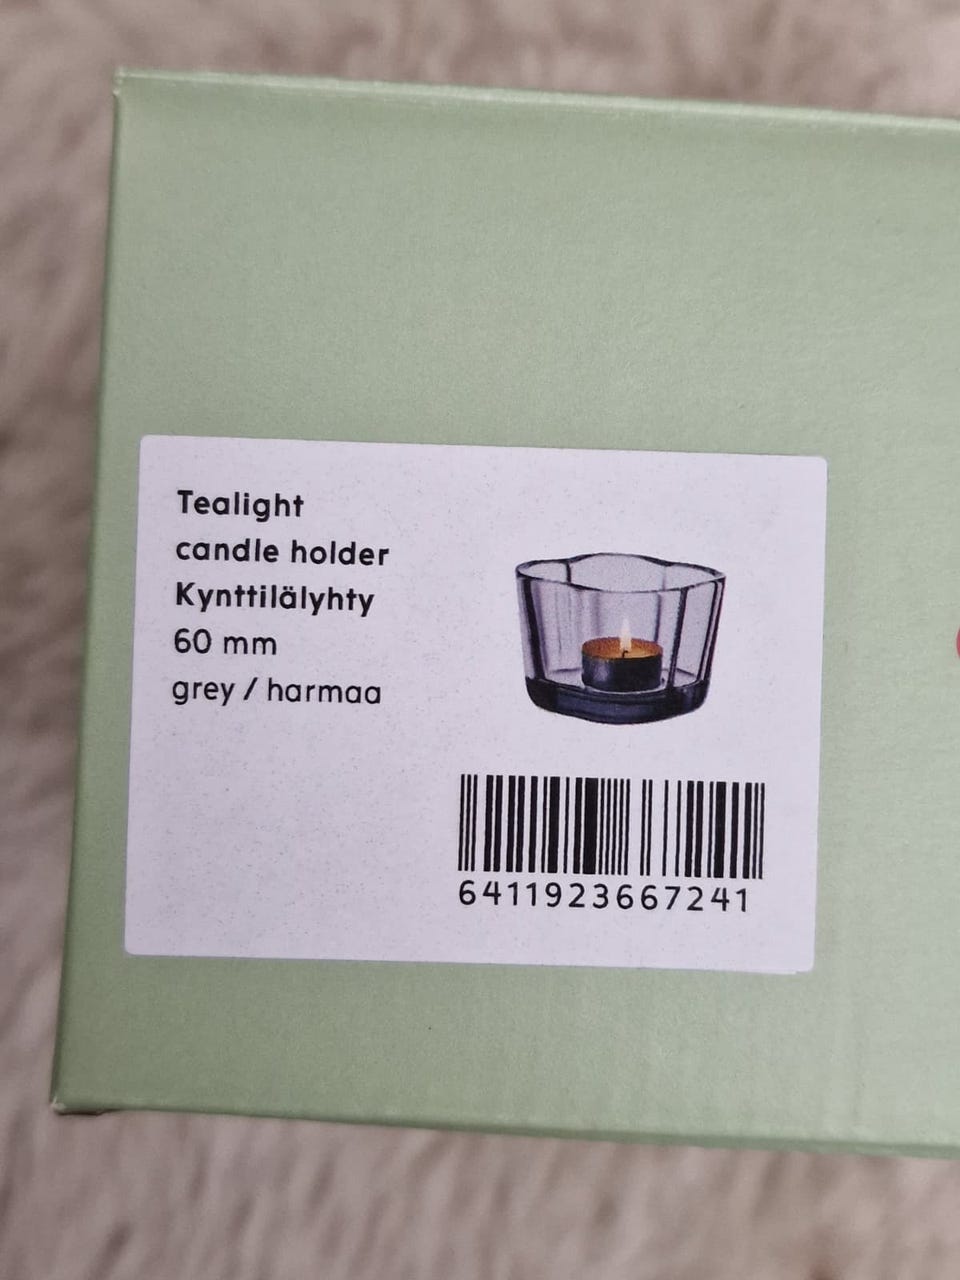 Tealight
candle holder
Kynttilälyhty
60 mm
grey / harmaa
6411923667241